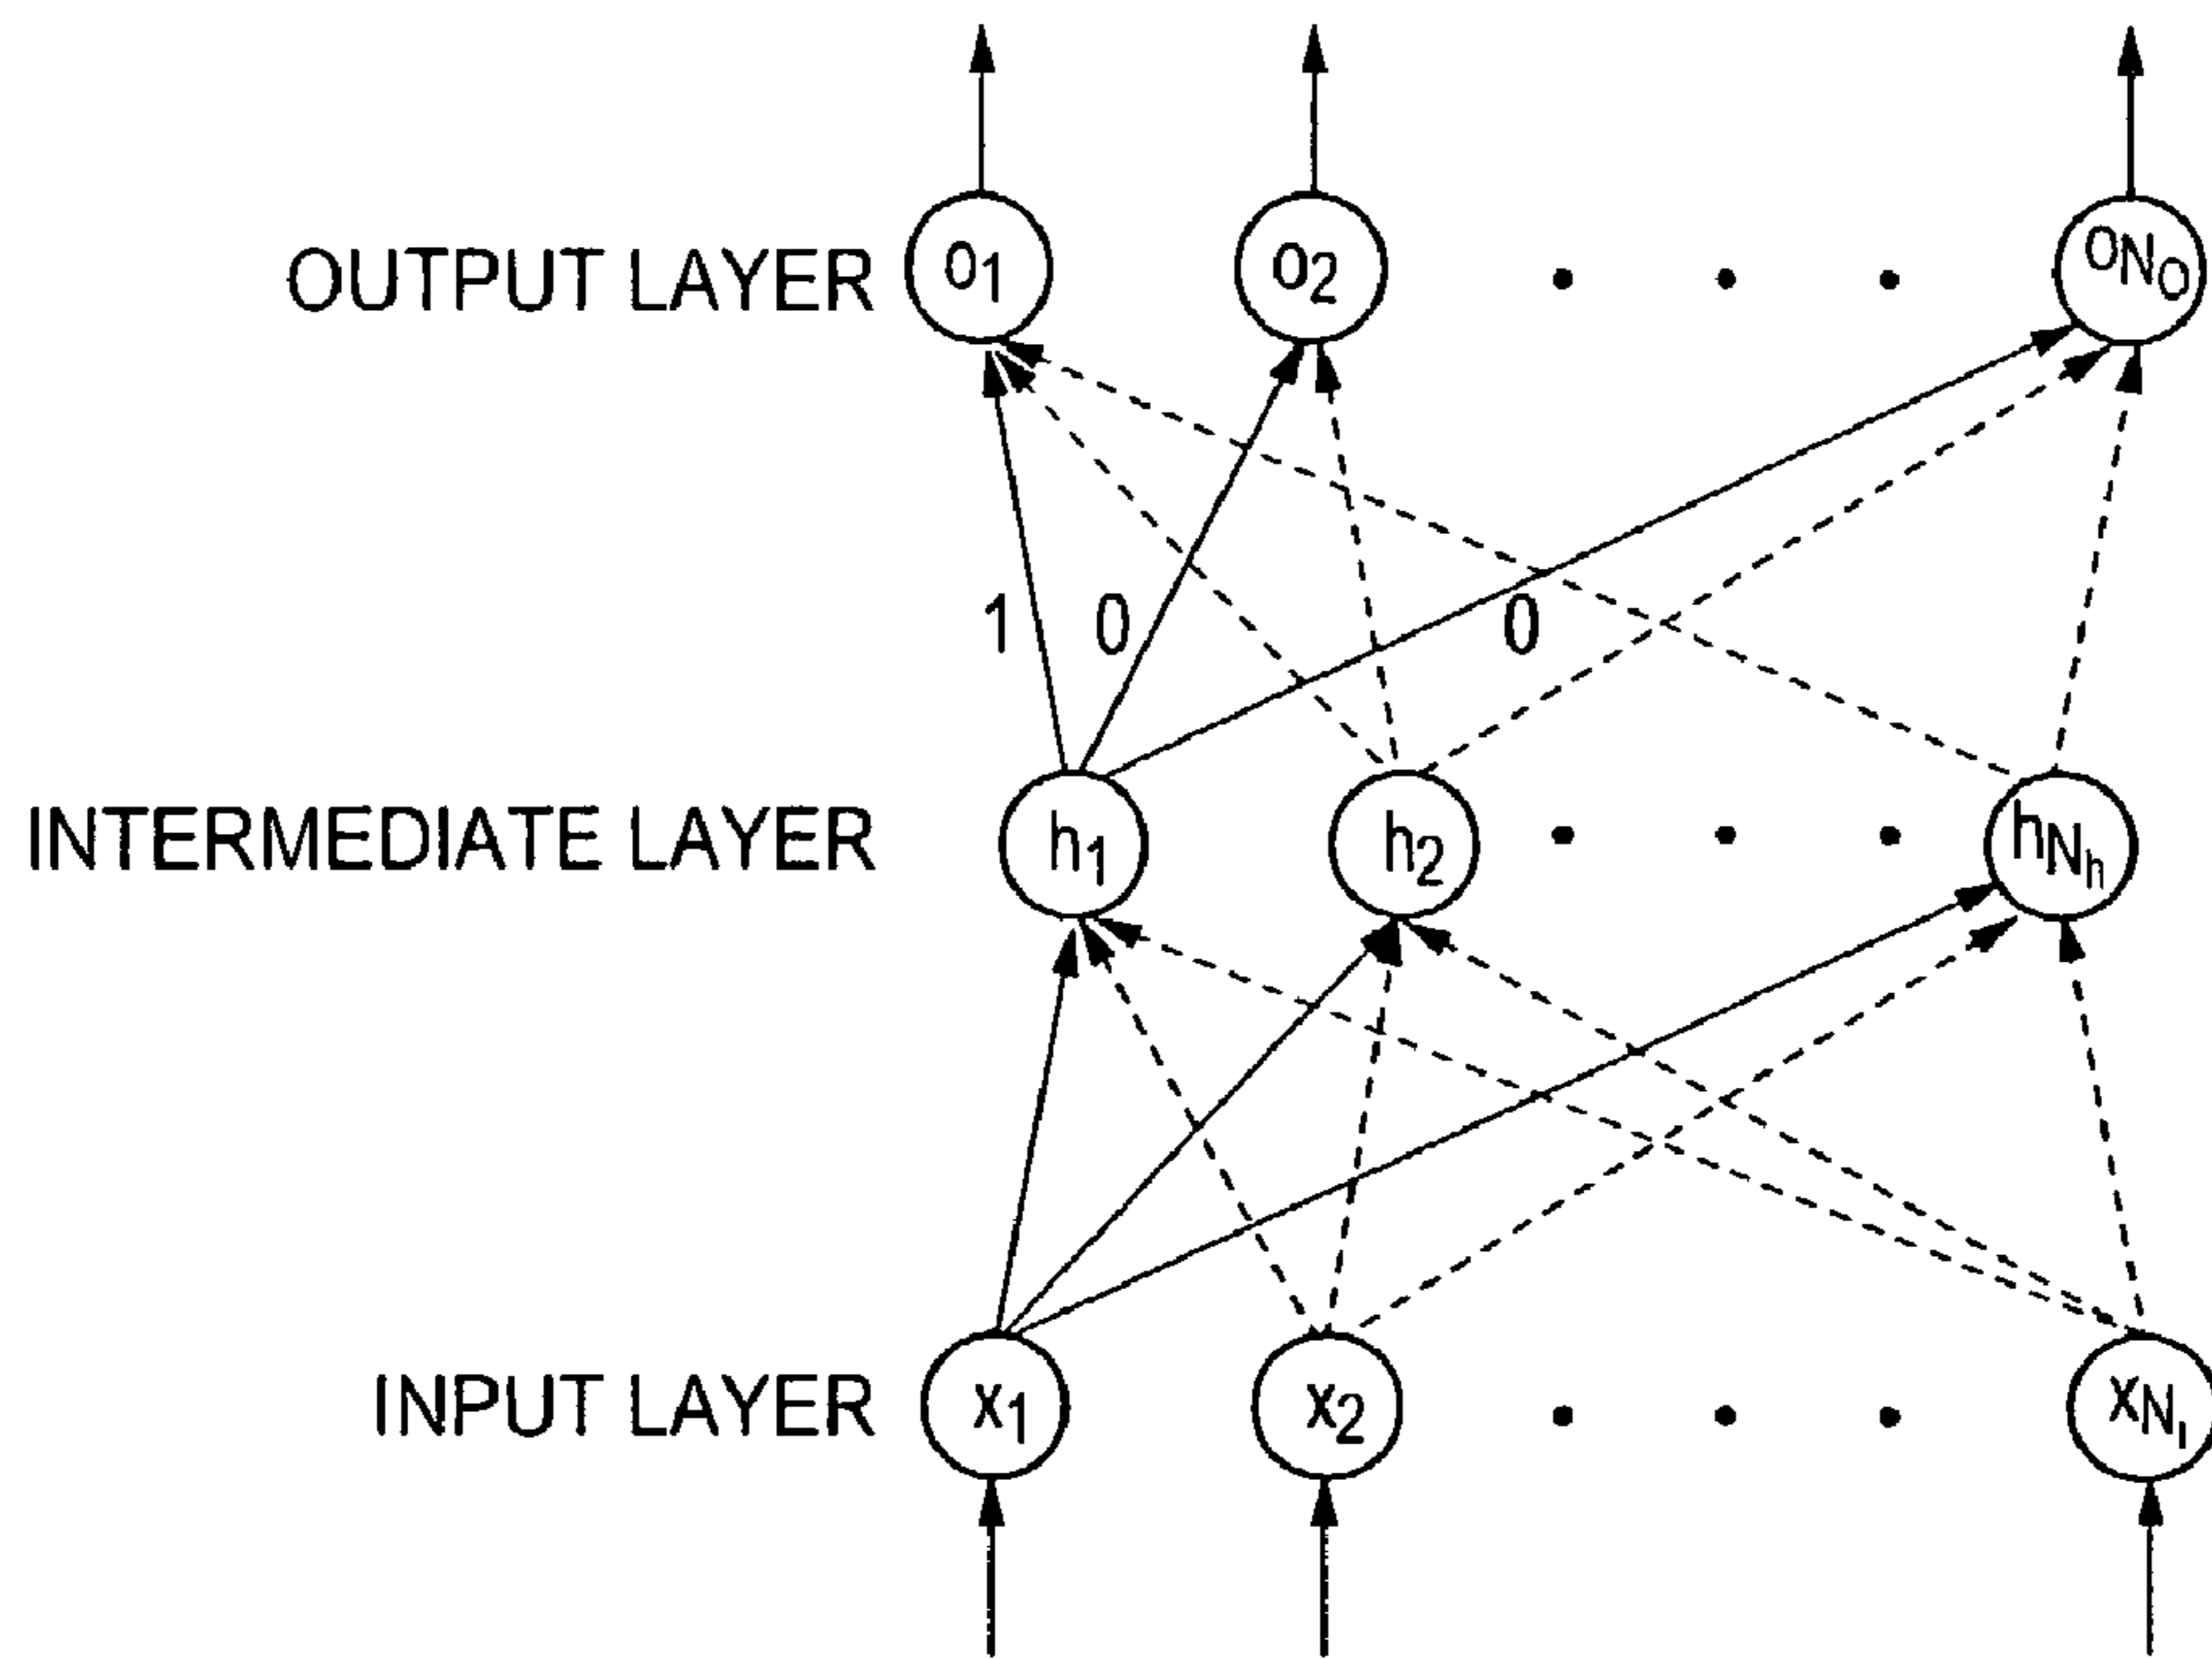 OUTPUT LAYER o1 o2 . . . oNO
1 0 0
INTERMEDIATE LAYER h1 h2 . . . hNh
INPUT LAYER x1 x2 . . . xNI